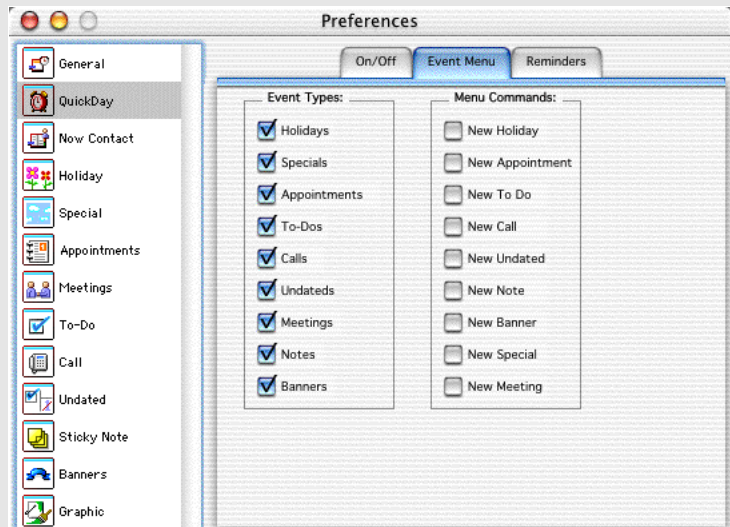 Preferences
General
QuickDay
Now Contact
Holiday
Special
Appointments
Meetings
To-Do
Call
Undated
Sticky Note
Banners
Graphic
On/Off
Event Menu
Reminders
Event Types:
Holidays
Specials
Appointments
To-Dos
Calls
Undateds
Meetings
Notes
Banners
Menu Commands:
New Holiday
New Appointment
New To Do
New Call
New Undated
New Note
New Banner
New Special
New Meeting